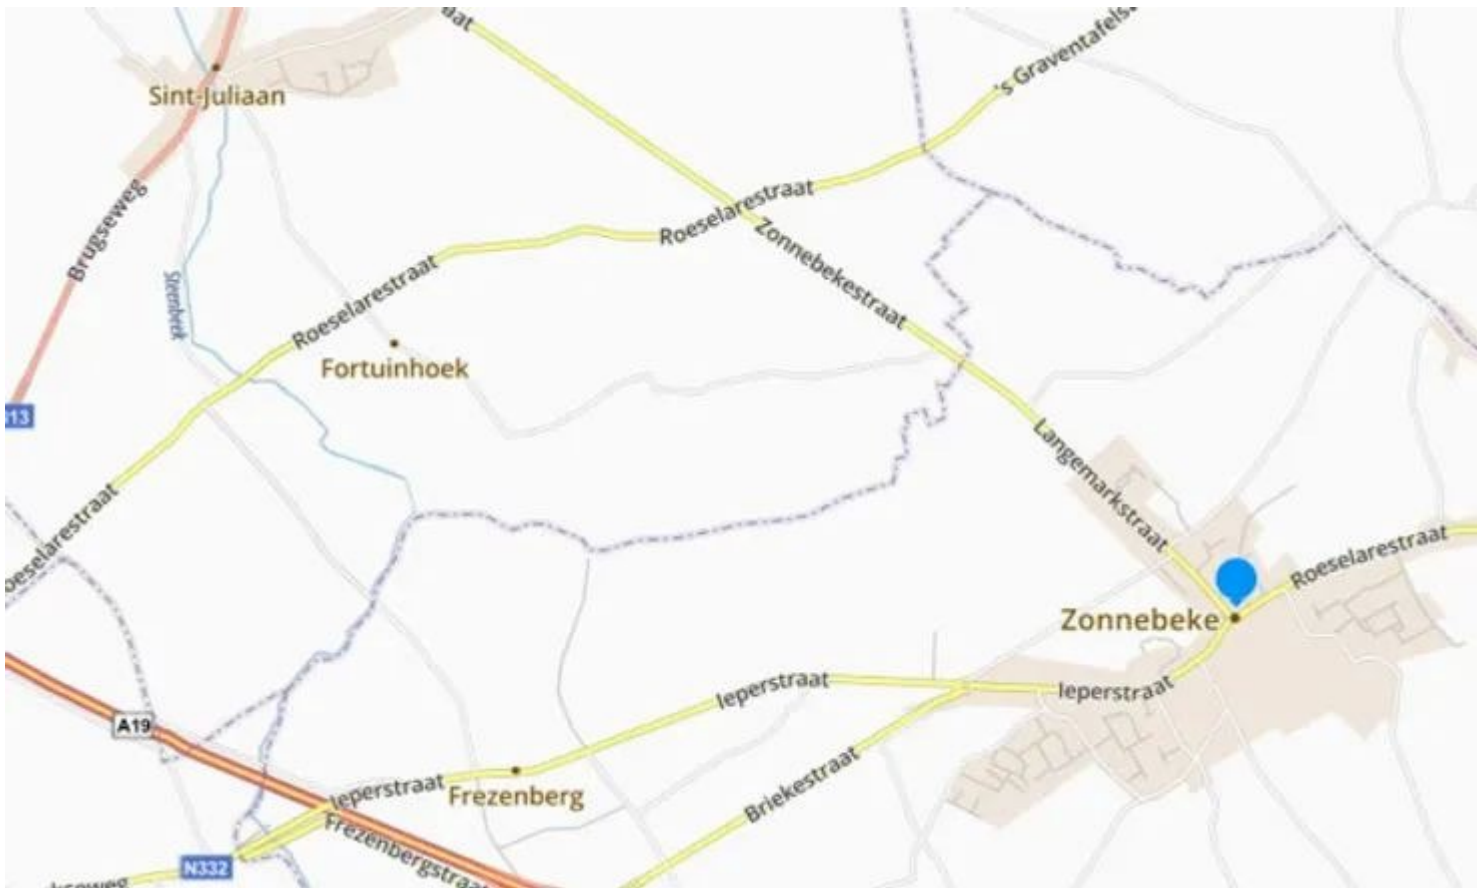 Sint-Juliaan
's Graventafels
Brugseweg
Roeselarestraat
Zonnebekestraat
Steenbeek
Roeselarestraat
Fortuinhoek
Langemarkstraat
Roeselarestraat
Zonnebeke
Ieperstraat
Ieperstraat
A19
Ieperstraat
Frezenberg
Briekestraat
Frezenbergstraat
N332